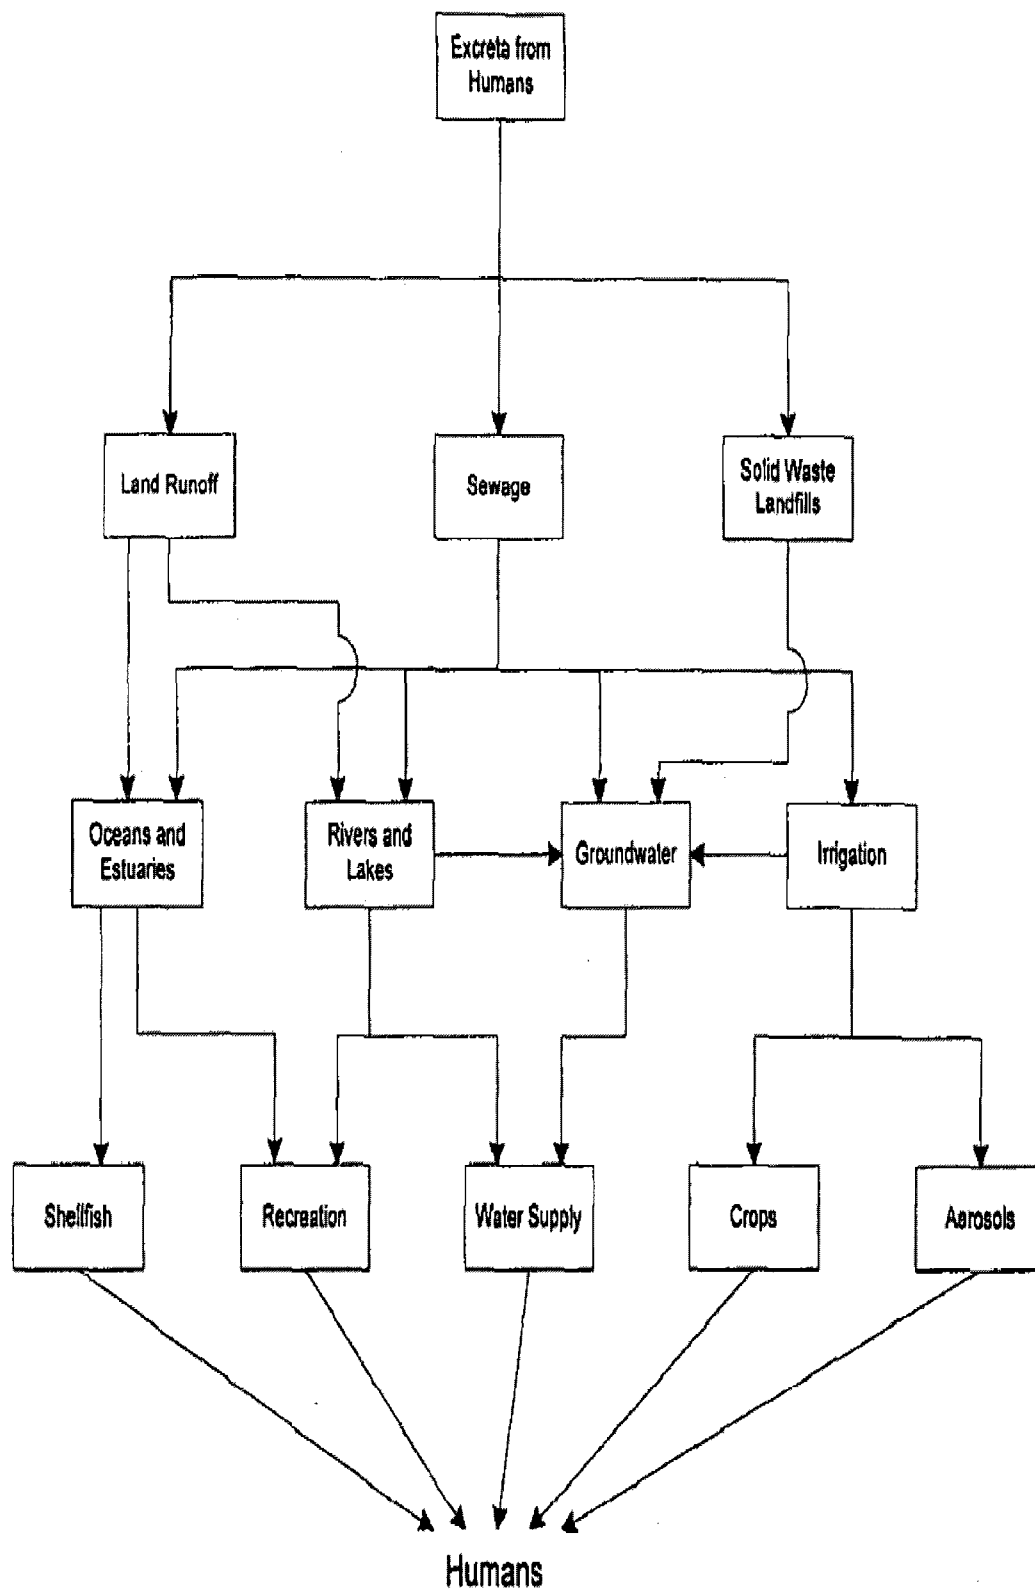 Excreta from
Humans
Land Runoff
Sewage
Solid Waste
Landfills
Oceans and
Estuaries
Rivers and
Lakes
Groundwater
Irrigation
Shellfish
Recreation
Water Supply
Crops
Aerosols
Humans